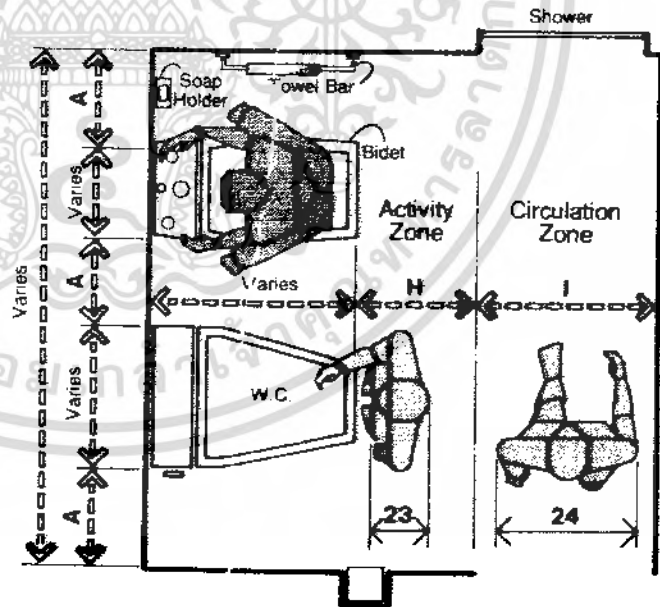 Shower
Soap
Holder
Towel Bar
Bidet
A
Varies
A
Varies
A
Varies
Activity
Zone
Circulation
Zone
Varies
H
I
W.C.
23
24